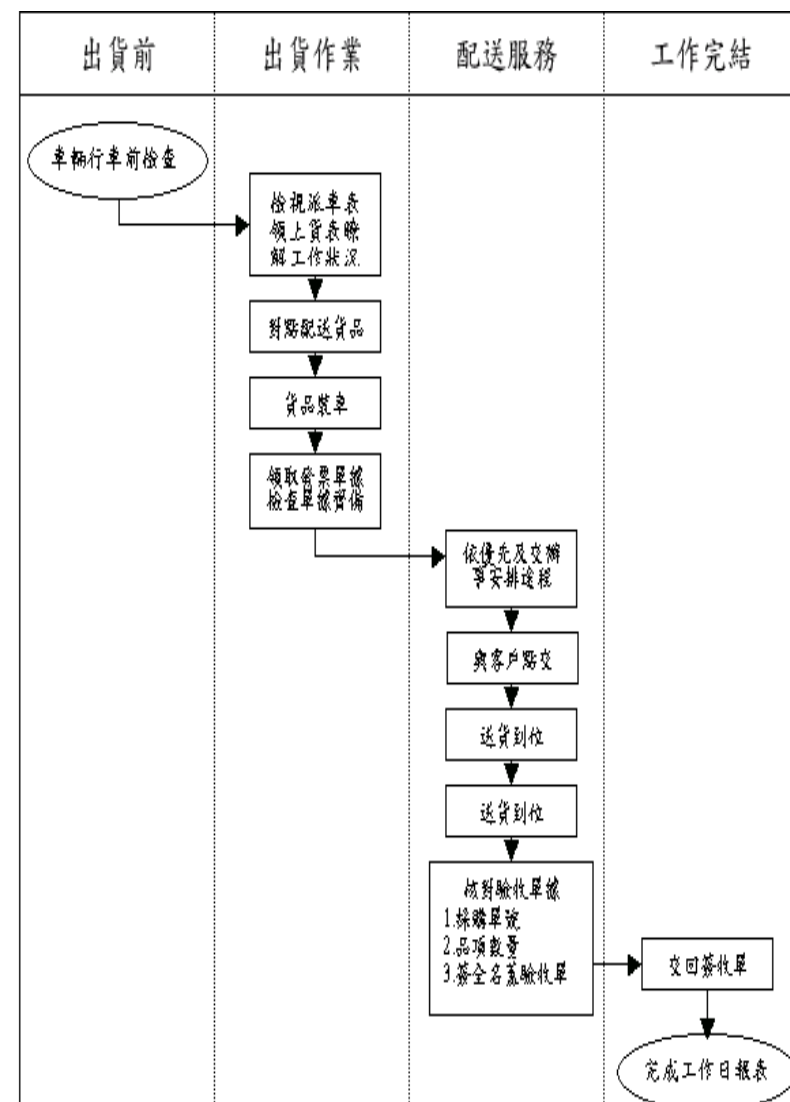 出貨前
出貨作業
配送服務
工作完結
車輛行車前檢查
檢視派車表
領上貨表瞭
解工作狀況
對點配送貨品
貨品裝車
領取發票單據
檢查單據齊備
依優先及交辦
事安排途程
與客戶點交
送貨到位
送貨到位
核對驗收單據
1.採購單號
2.品項數量
3.簽全名蓋驗收單
交回簽收單
完成工作日報表